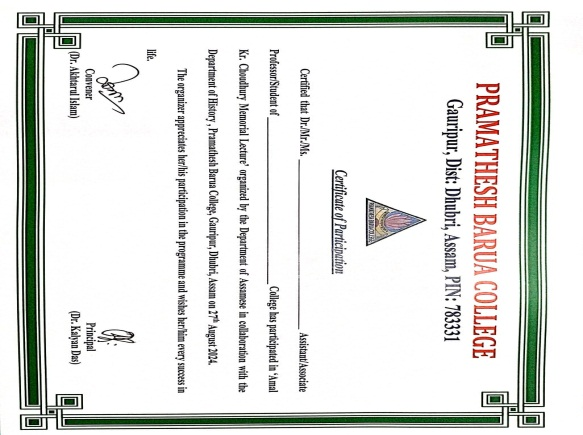 PRAMATHESH BARUA COLLEGE
Gauripur, Dist: Dhubri, Assam, PIN: 783331
Certificate of Participation
Certified that Dr./Mr./Ms. Assistant/Associate
Professor/Student of College has participated in ‘Amal
Kr. Choudhury Memorial Lecture’ organized by the Department of Assamese in collaboration with the
Department of History, Pramathesh Barua College, Gauripur, Dhubri, Assam on 27th August 2024.
The organizer appreciates her/his participation in the programme and wishes her/him every success in
life.
Convener
(Dr. Akhtarul Islam)
Principal
(Dr. Kalyan Das)